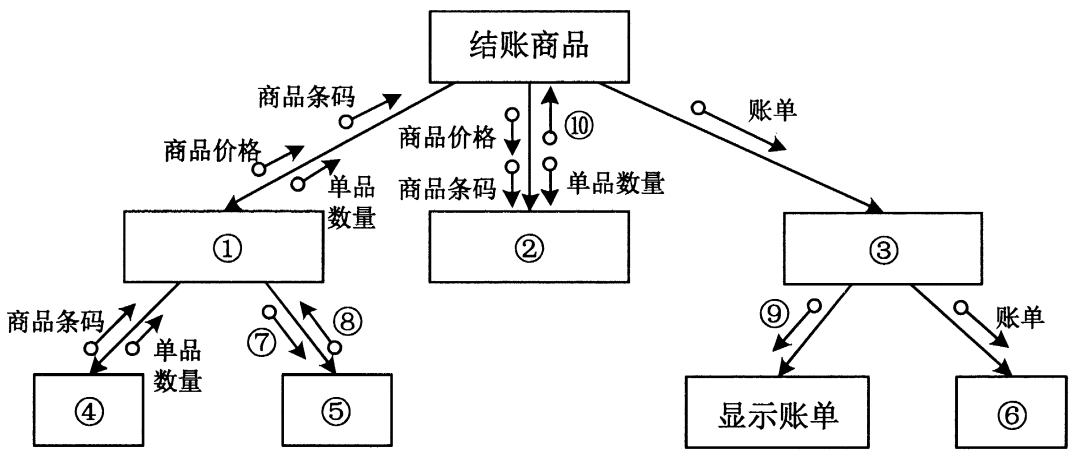 结账商品
商品条码
账单
商品价格
⑩
商品价格
单品
数量
商品条码
单品数量
①
②
③
商品条码
单品
数量
⑦
⑧
⑨
账单
④
⑤
显示账单
⑥